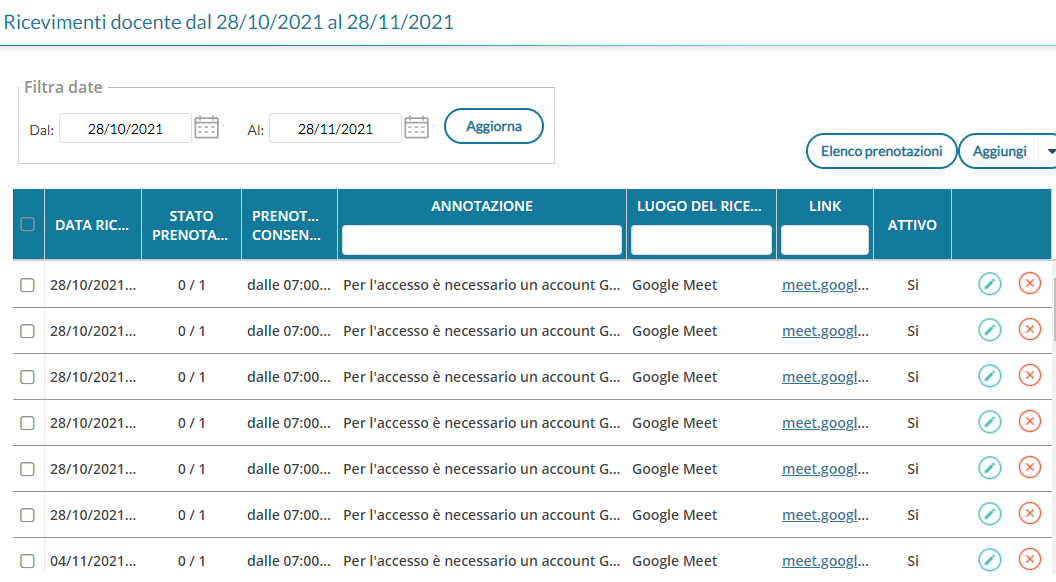 Ricevimenti docente dal 28/10/2021 al 28/11/2021
Filtra date
Dal: 28/10/2021 Al: 28/11/2021 Aggiorna
Elenco prenotazioni Aggiungi
DATA RIC... STATO PRENOTA... PRENOT... CONSEN... ANNOTAZIONE LUOGO DEL RICE... LINK ATTIVO
28/10/2021... 0 / 1 dalle 07:00... Per l'accesso è necessario un account G... Google Meet meet.googl... Si
28/10/2021... 0 / 1 dalle 07:00... Per l'accesso è necessario un account G... Google Meet meet.googl... Si
28/10/2021... 0 / 1 dalle 07:00... Per l'accesso è necessario un account G... Google Meet meet.googl... Si
28/10/2021... 0 / 1 dalle 07:00... Per l'accesso è necessario un account G... Google Meet meet.googl... Si
28/10/2021... 0 / 1 dalle 07:00... Per l'accesso è necessario un account G... Google Meet meet.googl... Si
28/10/2021... 0 / 1 dalle 07:00... Per l'accesso è necessario un account G... Google Meet meet.googl... Si
04/11/2021... 0 / 1 dalle 07:00... Per l'accesso è necessario un account G... Google Meet meet.googl... Si